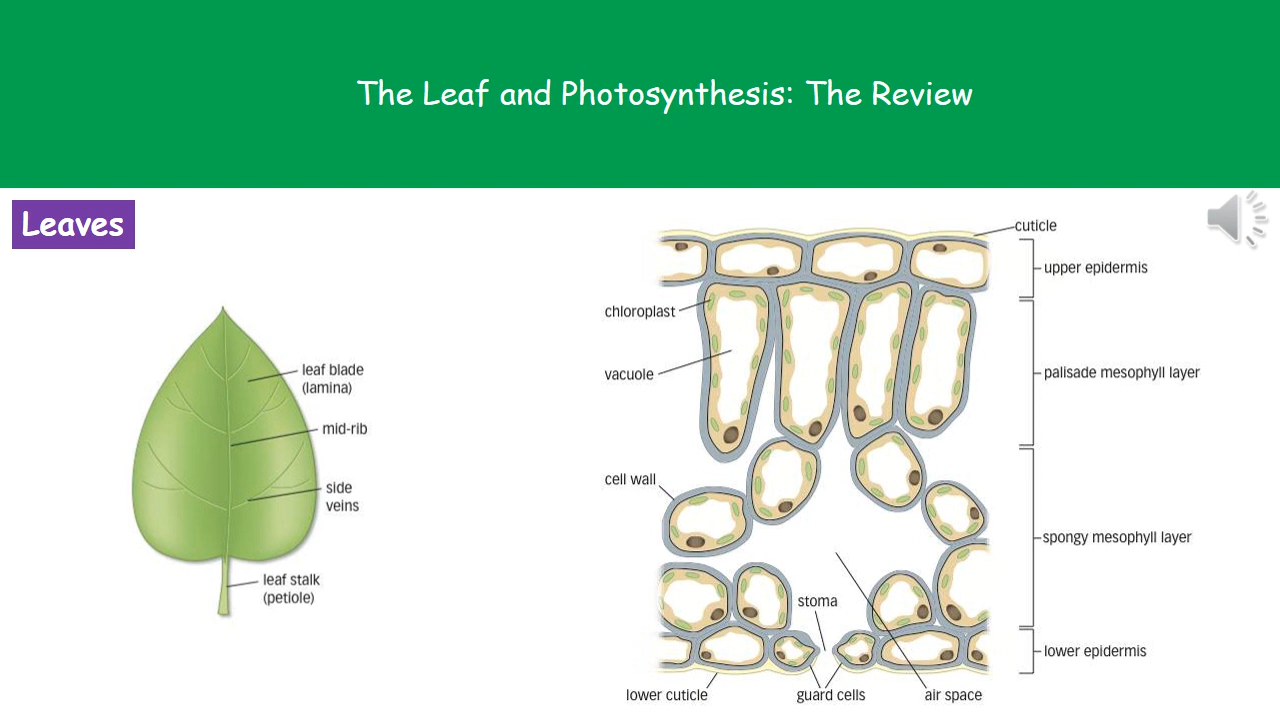 The Leaf and Photosynthesis: The Review
Leaves
leaf blade
(lamina)
mid-rib
side
veins
leaf stalk
(petiole)
cuticle
upper epidermis
chloroplast
vacuole
palisade mesophyll layer
cell wall
spongy mesophyll layer
stoma
lower epidermis
lower cuticle
guard cells
air space